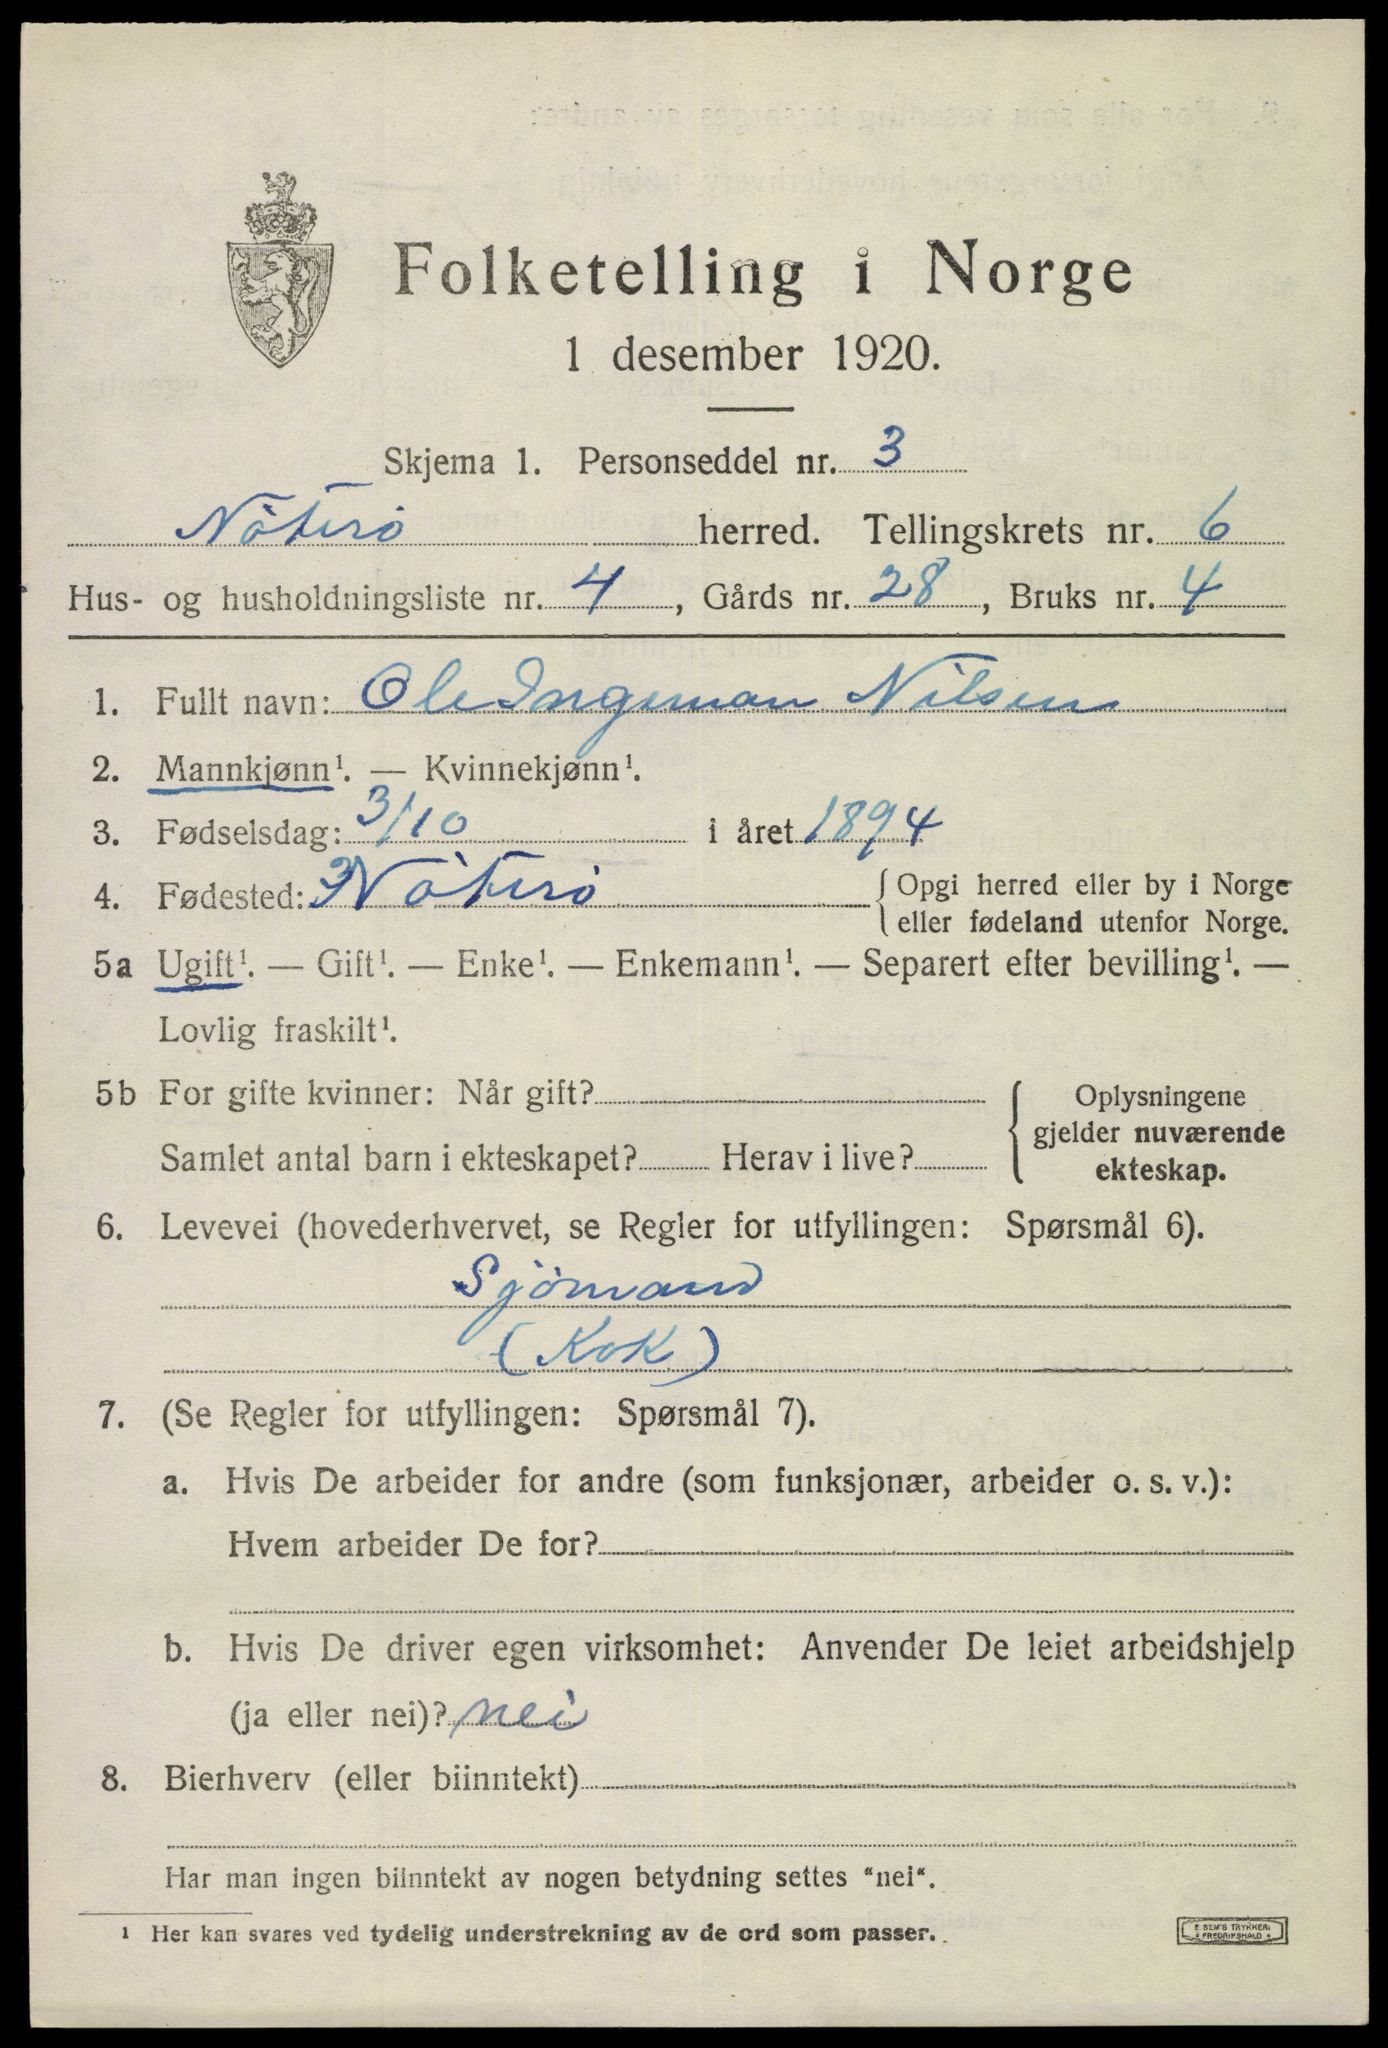 Folketelling i Norge
1 desember 1920.
Skjema 1. Personseddel nr. 3
Nöterö herred. Tellingskrets nr. 6
Hus- og husholdningsliste nr. 4, Gårds nr. 28, Bruks nr. 4
1. Fullt navn: Ole Ingeman Nilsen
2. Mannkjønn¹. — Kvinnekjønn¹.
3. Fødselsdag: 3/10 i året 1894
4. Fødested: Nöterö {Opgi herred eller by i Norge
eller fødeland utenfor Norge.
5a Ugift¹. — Gift¹. — Enke¹. — Enkemann¹. — Separert efter bevilling¹. —
Lovlig fraskilt¹.
5b For gifte kvinner: Når gift?
Samlet antal barn i ekteskapet? Herav i live?
{Oplysningene
gjelder nuværende
ekteskap.
6. Levevei (hovederhvervet, se Regler for utfyllingen: Spørsmål 6).
Sjömand
(Kok)
7. (Se Regler for utfyllingen: Spørsmål 7).
a. Hvis De arbeider for andre (som funksjonær, arbeider o. s. v.):
Hvem arbeider De for?
b. Hvis De driver egen virksomhet: Anvender De leiet arbeidshjelp
(ja eller nei)? nei
8. Bierhverv (eller biinntekt)
Har man ingen biinntekt av nogen betydning settes "nei".
¹ Her kan svares ved tydelig understrekning av de ord som passer.
E. SEM'S TRYKKERI
FREDRIKSHALD